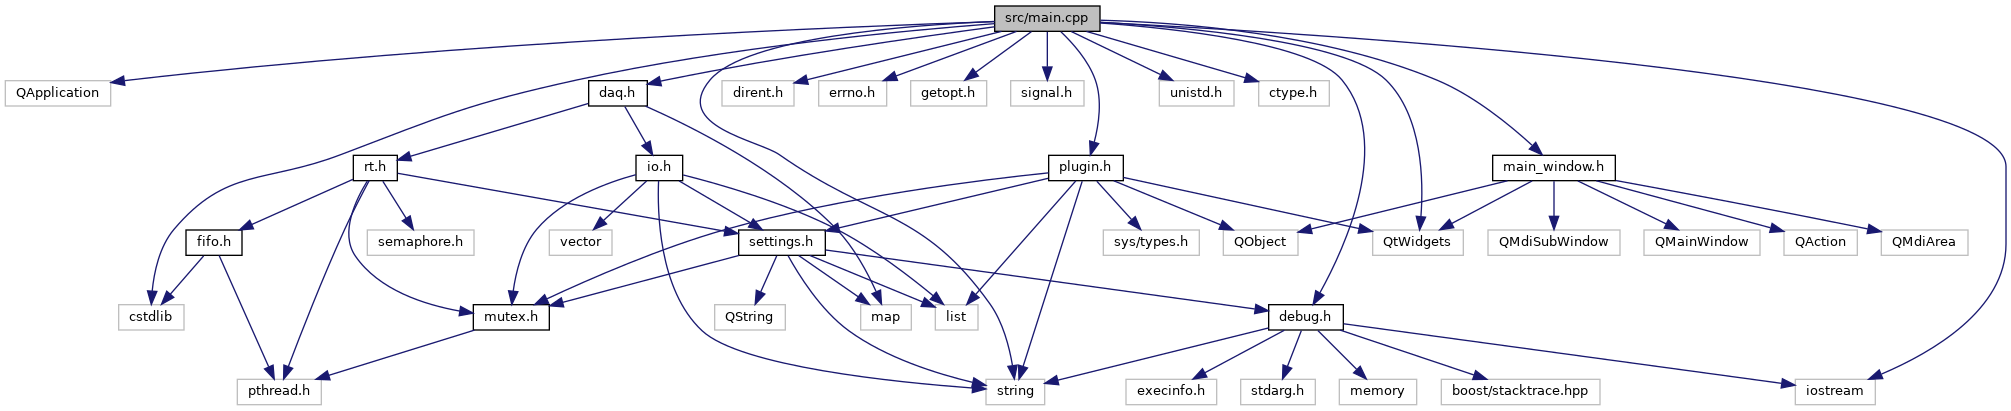 src/main.cpp
QApplication
daq.h
dirent.h
errno.h
getopt.h
signal.h
unistd.h
ctype.h
rt.h
io.h
plugin.h
main_window.h
fifo.h
semaphore.h
vector
settings.h
sys/types.h
QObject
QtWidgets
QMdiSubWindow
QMainWindow
QAction
QMdiArea
cstdlib
mutex.h
QString
map
list
debug.h
pthread.h
string
execinfo.h
stdarg.h
memory
boost/stacktrace.hpp
iostream